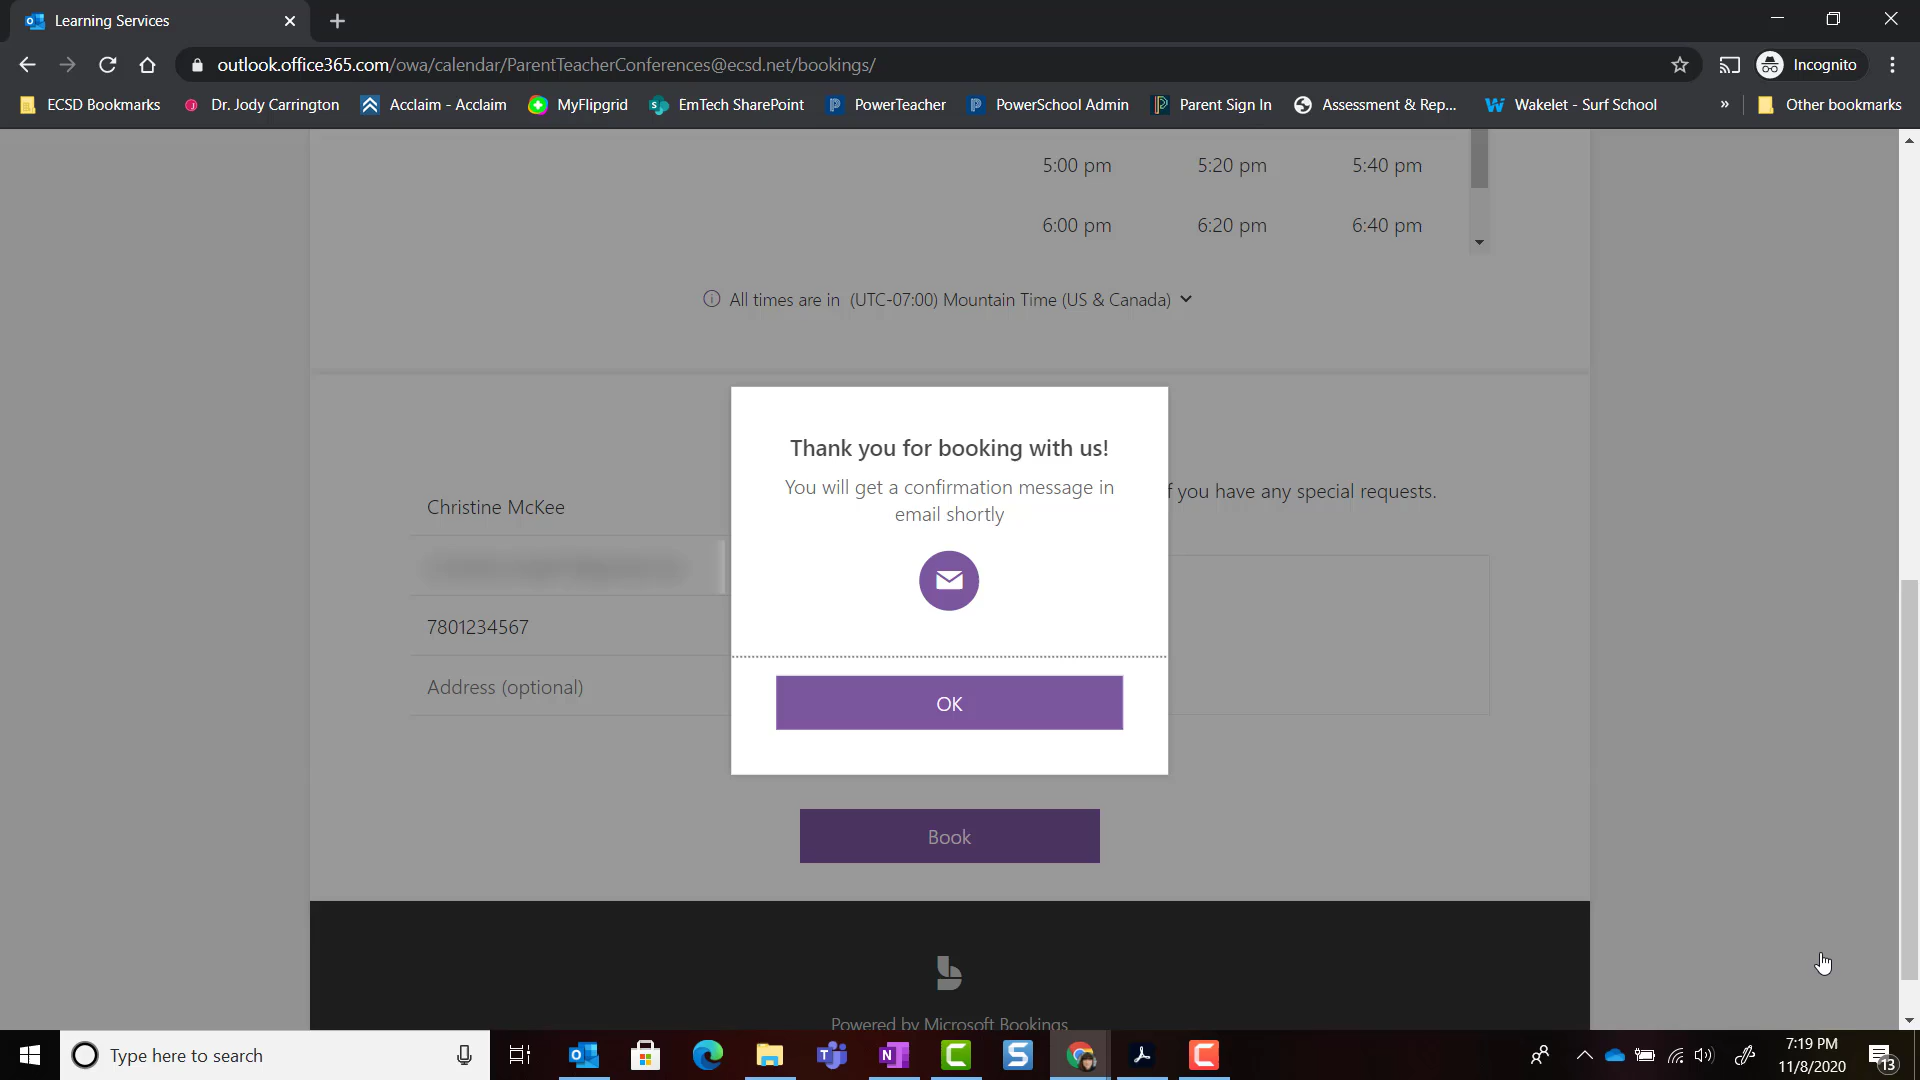 Learning Services
outlook.office365.com/owa/calendar/ParentTeacherConferences@ecsd.net/bookings/
Incognito
ECSD Bookmarks
Dr. Jody Carrington
Acclaim - Acclaim
MyFlipgrid
EmTech SharePoint
PowerTeacher
PowerSchool Admin
Parent Sign In
Assessment & Rep...
Wakelet - Surf School
»
Other bookmarks
5:00 pm 5:20 pm 5:40 pm
6:00 pm 6:20 pm 6:40 pm
All times are in (UTC-07:00) Mountain Time (US & Canada)
Thank you for booking with us!
You will get a confirmation message in
email shortly
OK
Christine McKee
f you have any special requests.
7801234567
Address (optional)
Book
Powered by Microsoft Bookings
Type here to search
7:19 PM
11/8/2020
13